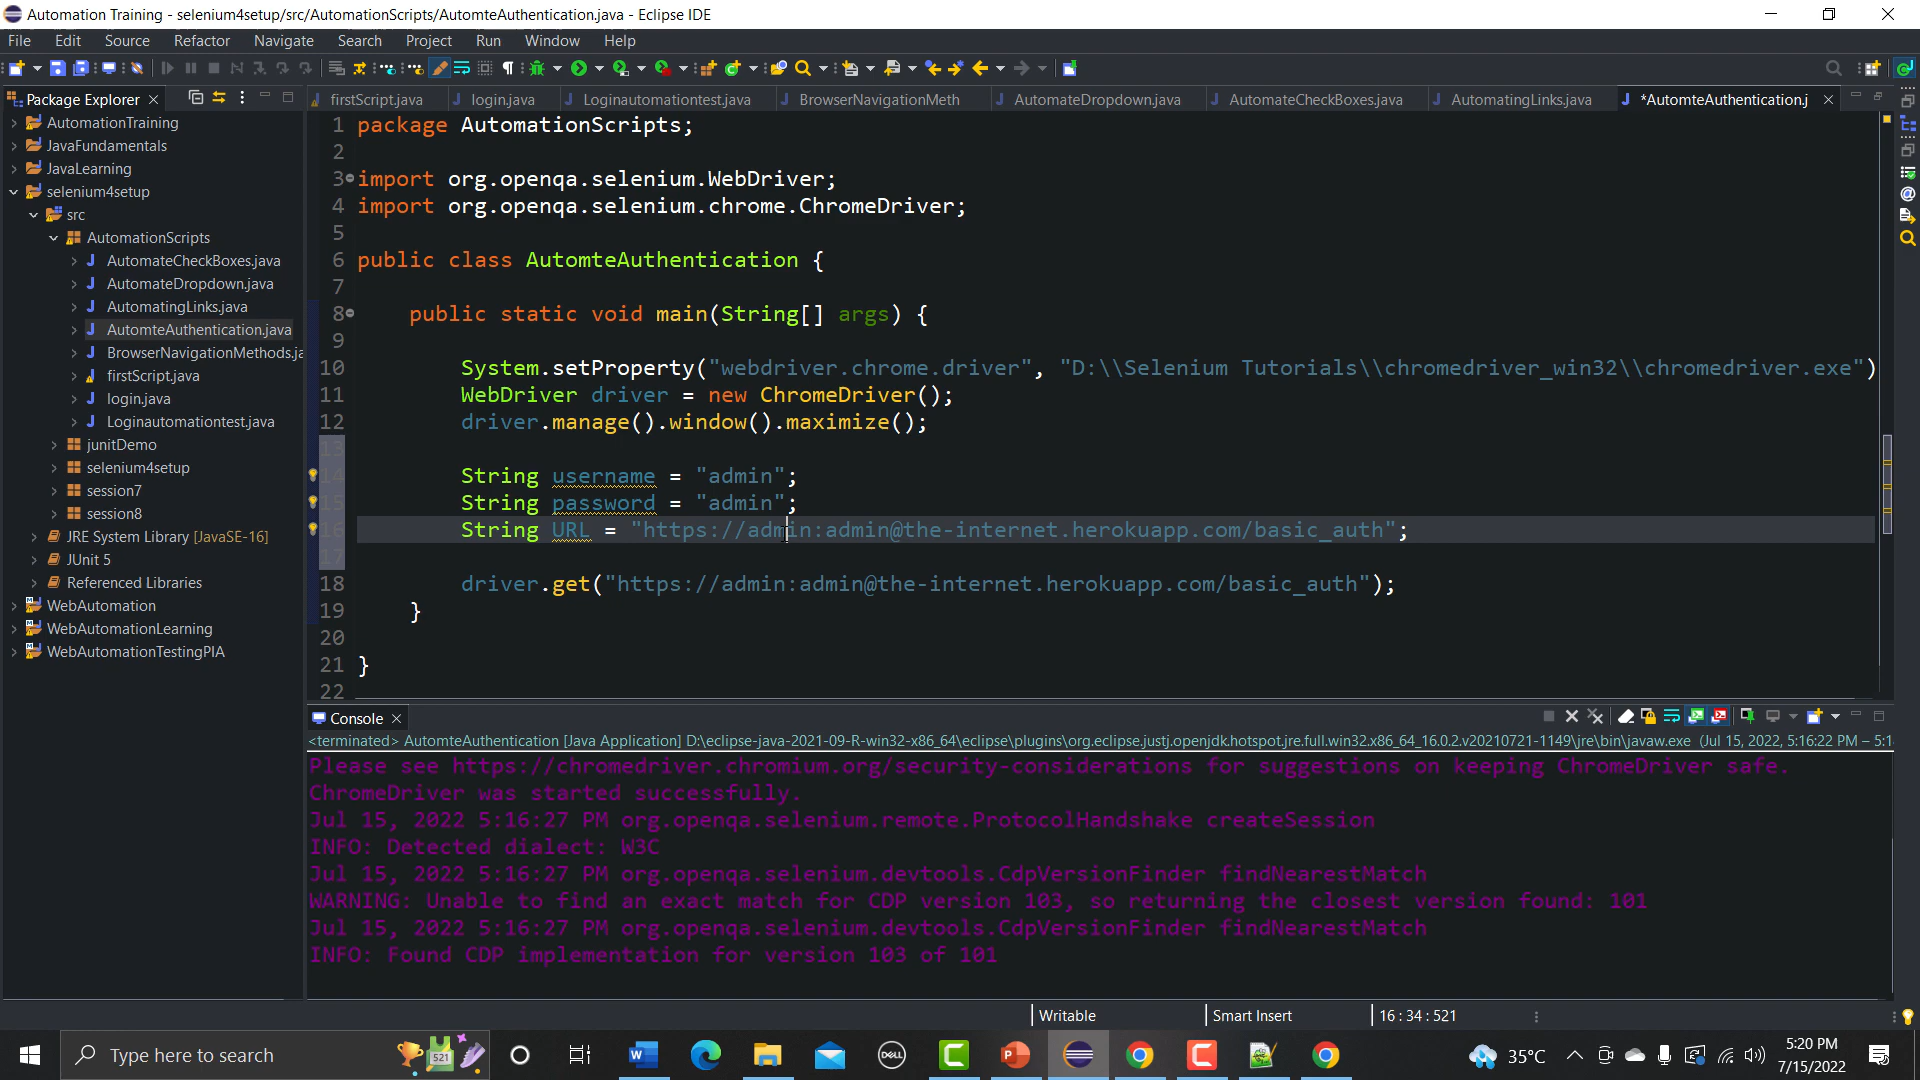 Automation Training - selenium4setup/src/AutomationScripts/AutomteAuthentication.java - Eclipse IDE
File Edit Source Refactor Navigate Search Project Run Window Help
Package Explorer
firstScript.java login.java Loginautomationtest.java BrowserNavigationMeth AutomateDropdown.java AutomateCheckBoxes.java AutomatingLinks.java *AutomteAuthentication.j
AutomationTraining
JavaFundamentals
JavaLearning
selenium4setup
src
AutomationScripts
AutomateCheckBoxes.java
AutomateDropdown.java
AutomatingLinks.java
AutomteAuthentication.java
BrowserNavigationMethods.ja
firstScript.java
login.java
Loginautomationtest.java
junitDemo
selenium4setup
session7
session8
JRE System Library [JavaSE-16]
JUnit 5
Referenced Libraries
WebAutomation
WebAutomationLearning
WebAutomationTestingPIA
1 package AutomationScripts;
2
3 import org.openqa.selenium.WebDriver;
4 import org.openqa.selenium.chrome.ChromeDriver;
5
6 public class AutomteAuthentication {
7
8 public static void main(String[] args) {
9
10 System.setProperty("webdriver.chrome.driver", "D:\\Selenium Tutorials\\chromedriver_win32\\chromedriver.exe")
11 WebDriver driver = new ChromeDriver();
12 driver.manage().window().maximize();
13
14 String username = "admin";
15 String password = "admin";
16 String URL = "https://admin:admin@the-internet.herokuapp.com/basic_auth";
17
18 driver.get("https://admin:admin@the-internet.herokuapp.com/basic_auth");
19 }
20
21 }
22
Console
<terminated> AutomteAuthentication [Java Application] D:\eclipse-java-2021-09-R-win32-x86_64\eclipse\plugins\org.eclipse.justj.openjdk.hotspot.jre.full.win32.x86_64_16.0.2.v20210721-1149\jre\bin\javaw.exe (Jul 15, 2022, 5:16:22 PM – 5:1
Please see https://chromedriver.chromium.org/security-considerations for suggestions on keeping ChromeDriver safe.
ChromeDriver was started successfully.
Jul 15, 2022 5:16:27 PM org.openqa.selenium.remote.ProtocolHandshake createSession
INFO: Detected dialect: W3C
Jul 15, 2022 5:16:27 PM org.openqa.selenium.devtools.CdpVersionFinder findNearestMatch
WARNING: Unable to find an exact match for CDP version 103, so returning the closest version found: 101
Jul 15, 2022 5:16:27 PM org.openqa.selenium.devtools.CdpVersionFinder findNearestMatch
INFO: Found CDP implementation for version 103 of 101
Writable Smart Insert 16 : 34 : 521
Type here to search
521
DELL
35°C
5:20 PM
7/15/2022